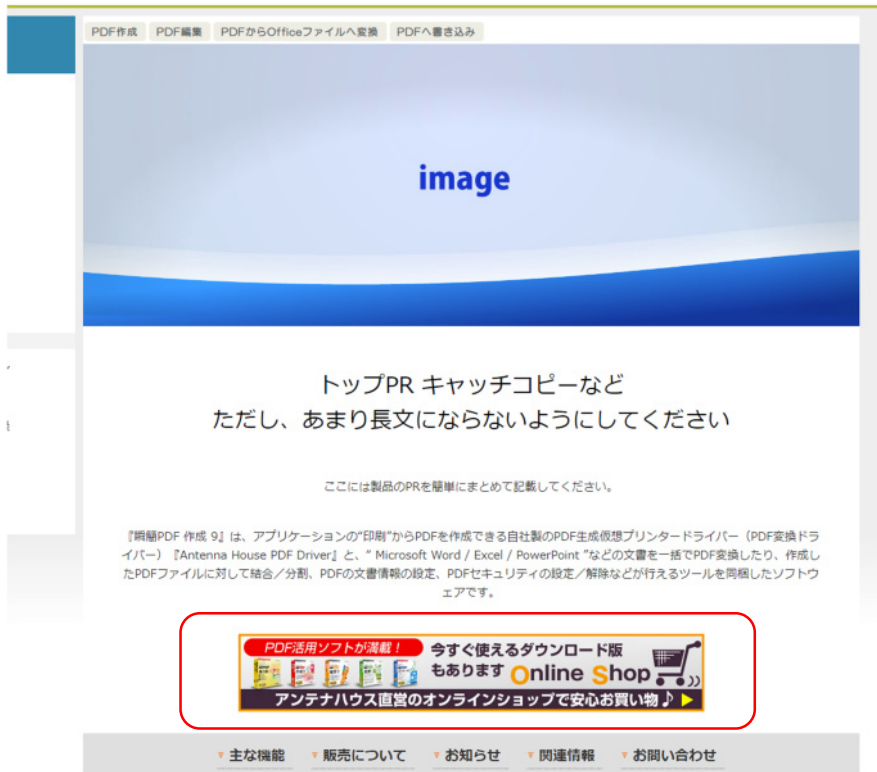 PDF作成 PDF編集 PDFからOfficeファイルへ変換 PDFへ書き込み
image
トップPR キャッチコピーなど
ただし、あまり長文にならないようにしてください
ここには製品のPRを簡単にまとめて記載してください。
『瞬簡PDF 作成 9』は、アプリケーションの"印刷"からPDFを作成できる自社製のPDF生成仮想プリンタードライバー（PDF変換ドラ
イバー）『Antenna House PDF Driver』と、" Microsoft Word / Excel / PowerPoint "などの文書を一括でPDF変換したり、作成し
たPDFファイルに対して結合／分割、PDFの文書情報の設定、PDFセキュリティの設定／解除などが行えるツールを同梱したソフトウ
ェアです。
PDF活用ソフトが満載！
今すぐ使えるダウンロード版
もあります Online Shop
アンテナハウス直営のオンラインショップで安心お買い物♪
主な機能 販売について お知らせ 関連情報 お問い合わせ